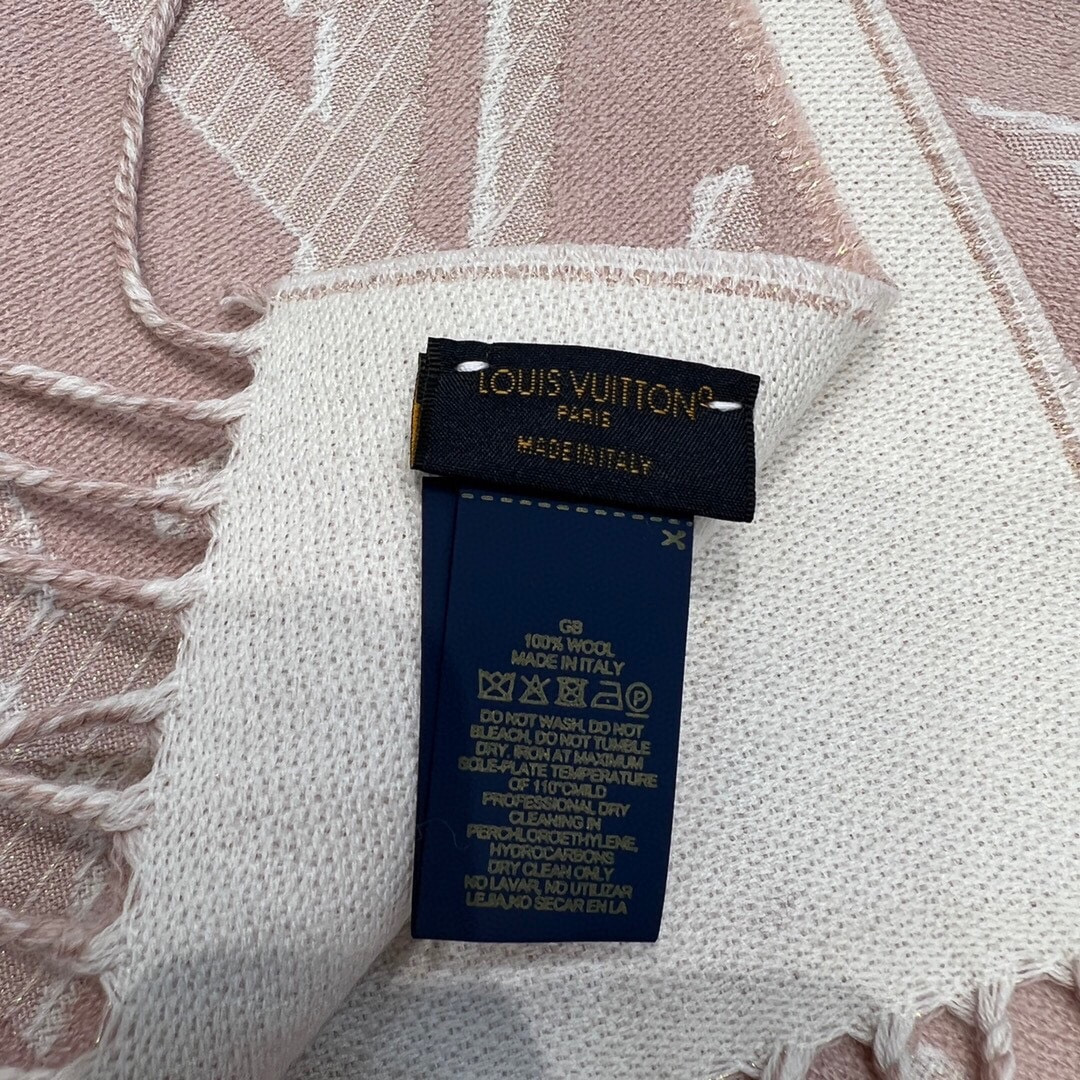 LOUIS VUITTON®
PARIS
MADE IN ITALY
GB
100% WOOL
MADE IN ITALY
P
DO NOT WASH, DO NOT
BLEACH, DO NOT TUMBLE
DRY. IRON AT MAXIMUM
SOLE-PLATE TEMPERATURE
OF 110°CMILD
PROFESSIONAL DRY
CLEANING IN
PERCHLOROETHYLENE,
HYDROCARBONS
DRY CLEAN ONLY
NO LAVAR, NO UTILIZAR
LEJIA,NO SECAR EN LA